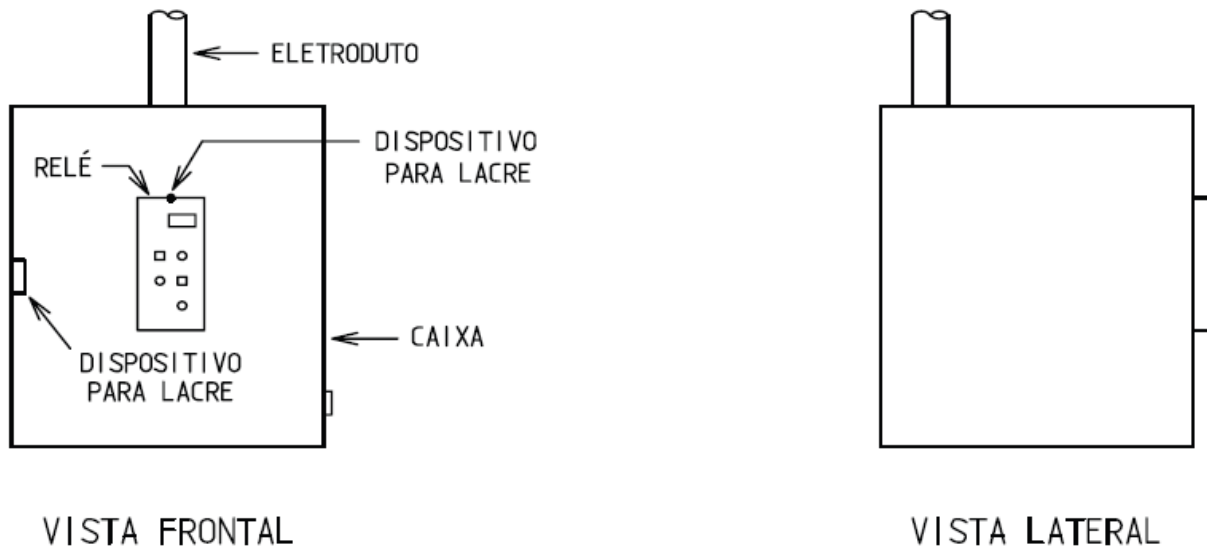 ELETRODUTO
DISPOSITIVO
PARA LACRE
RELÉ
CAIXA
DISPOSITIVO
PARA LACRE
VISTA FRONTAL
VISTA LATERAL